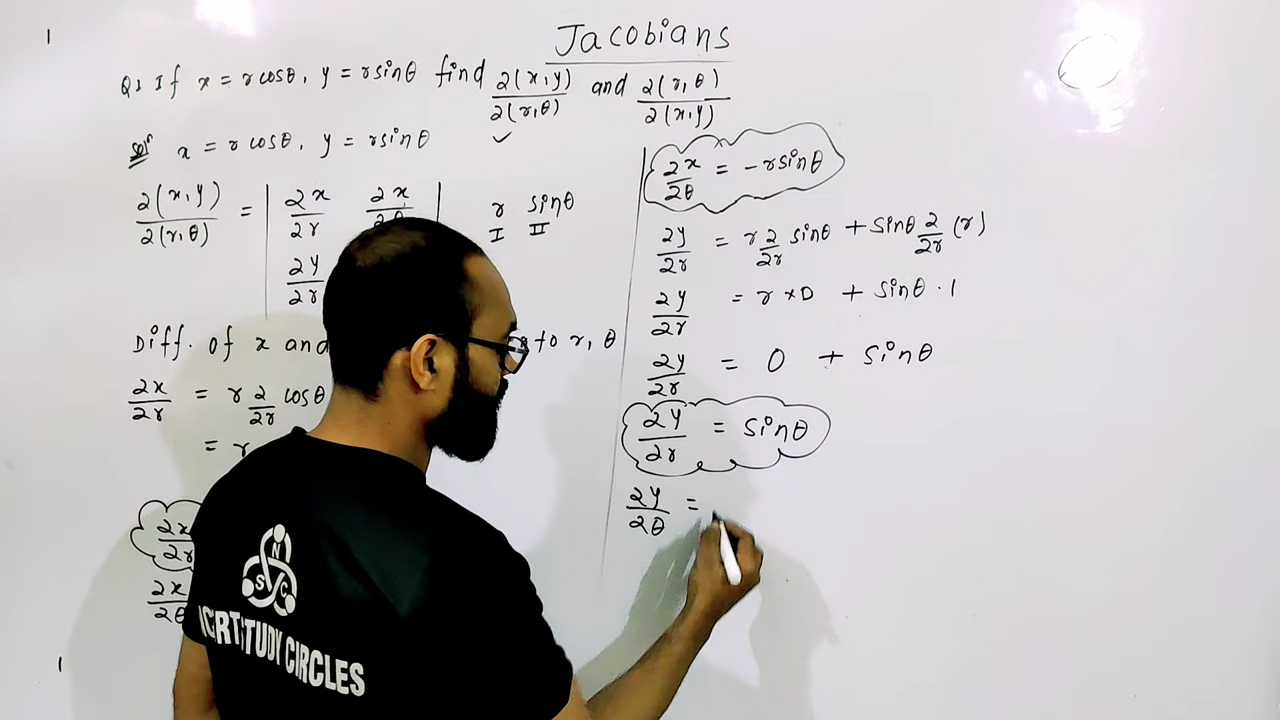 Jacobians
Q1 If x = r cosθ, y = r sinθ find ∂(x,y)/∂(r,θ) and ∂(r,θ)/∂(x,y)
Sol x = r cosθ, y = r sinθ ✓
∂(x,y)/∂(r,θ) = | ∂x/∂r ∂x/∂θ |
∂y/∂r
r sinθ
I II
Diff. of x and to r, θ
∂x/∂r = r ∂/∂r cosθ
= r
∂x/∂r
∂x/∂θ
∂x/∂θ = -r sinθ
∂y/∂r = r ∂/∂r sinθ + sinθ ∂/∂r (r)
∂y/∂r = r × 0 + sinθ · 1
∂y/∂r = 0 + sinθ
∂y/∂r = sinθ
∂y/∂θ =
N
S C
STUDY CIRCLES